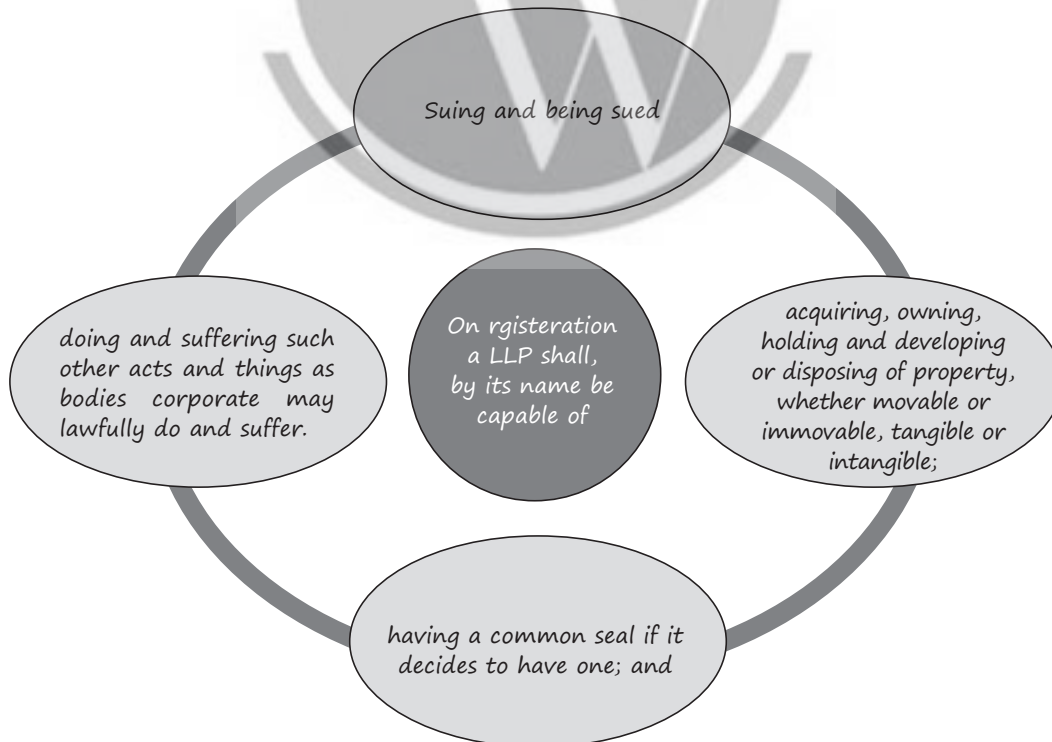 Suing and being sued
On rgisteration
a LLP shall,
by its name be
capable of
acquiring, owning,
holding and developing
or disposing of property,
whether movable or
immovable, tangible or
intangible;
having a common seal if it
decides to have one; and
doing and suffering such
other acts and things as
bodies corporate may
lawfully do and suffer.